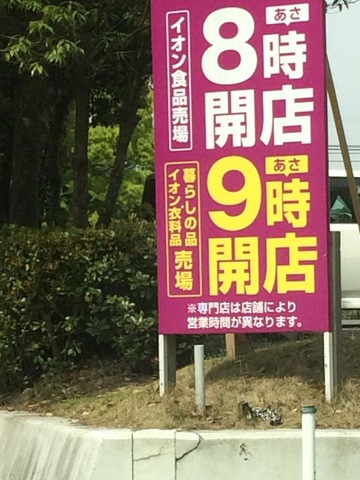 イオン食品売場
あさ
8時
開店
暮らしの品
イオン衣料品
売場
あさ
9時
開店
※専門店は店舗により
営業時間が異なります。